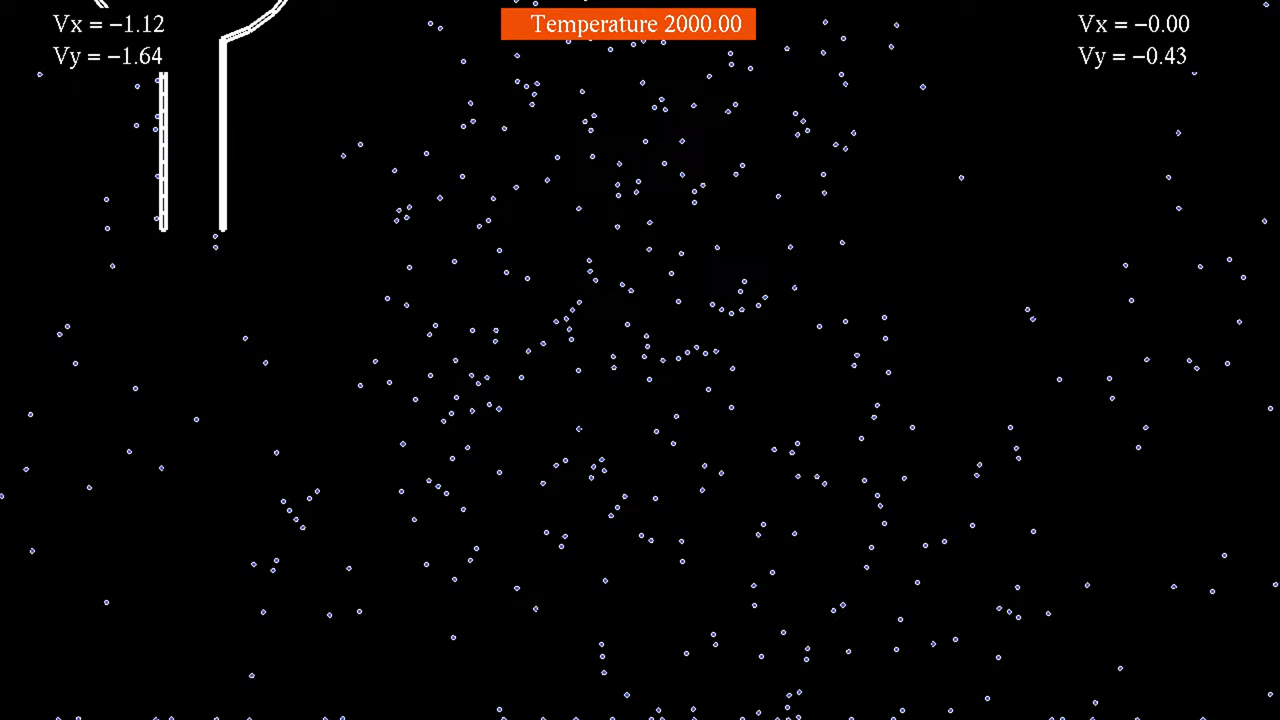 Vx = −1.12
Vy = −1.64
Temperature 2000.00
Vx = −0.00
Vy = −0.43